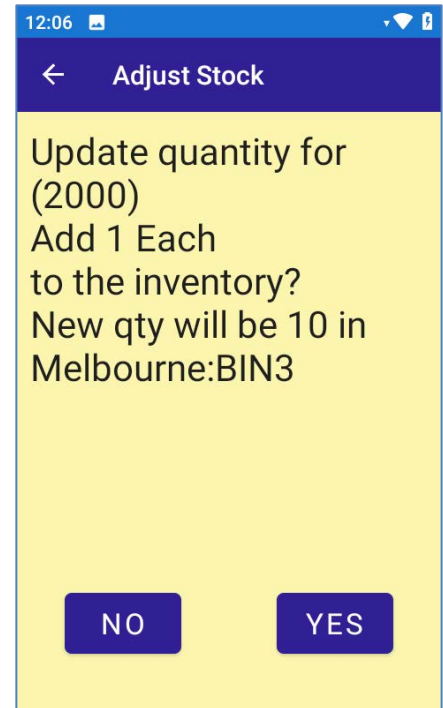 12:06
Adjust Stock
Update quantity for
(2000)
Add 1 Each
to the inventory?
New qty will be 10 in
Melbourne:BIN3
NO
YES